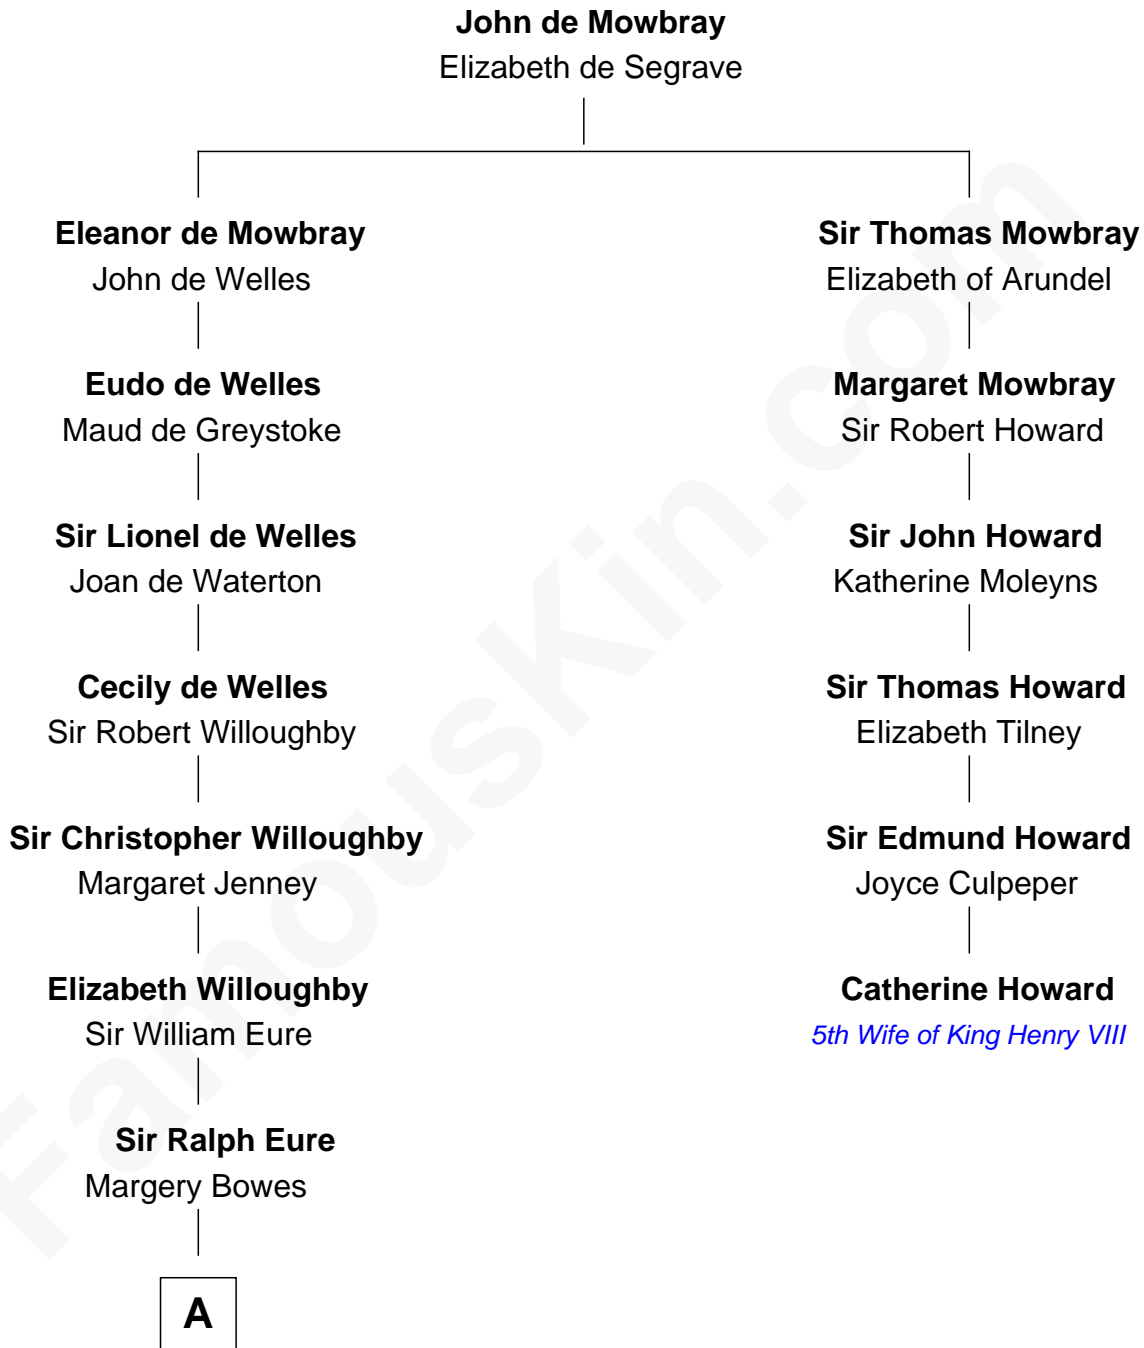 John de Mowbray
Elizabeth de Segrave
Eleanor de Mowbray
John de Welles
Sir Thomas Mowbray
Elizabeth of Arundel
Eudo de Welles
Maud de Greystoke
Margaret Mowbray
Sir Robert Howard
Sir Lionel de Welles
Joan de Waterton
Sir John Howard
Katherine Moleyns
Cecily de Welles
Sir Robert Willoughby
Sir Thomas Howard
Elizabeth Tilney
Sir Christopher Willoughby
Margaret Jenney
Sir Edmund Howard
Joyce Culpeper
Elizabeth Willoughby
Sir William Eure
Catherine Howard
5th Wife of King Henry VIII
Sir Ralph Eure
Margery Bowes
A
FamousKin.com